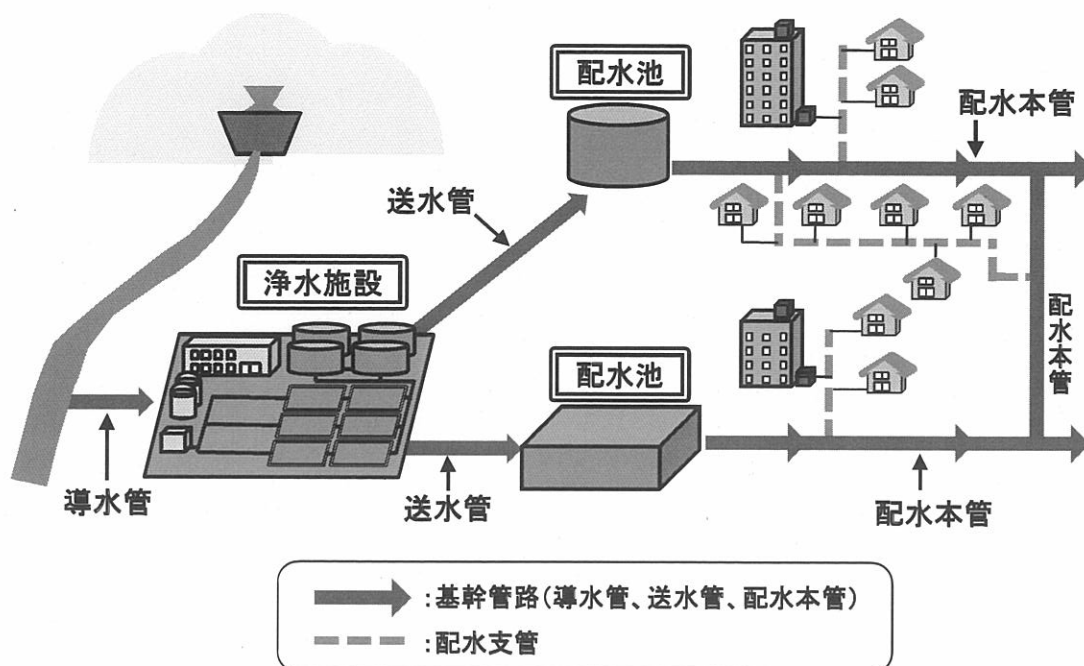 配水池
配水本管
送水管
浄水施設
配水池
配水本管
導水管
送水管
配水本管
:基幹管路(導水管、送水管、配水本管)
:配水支管